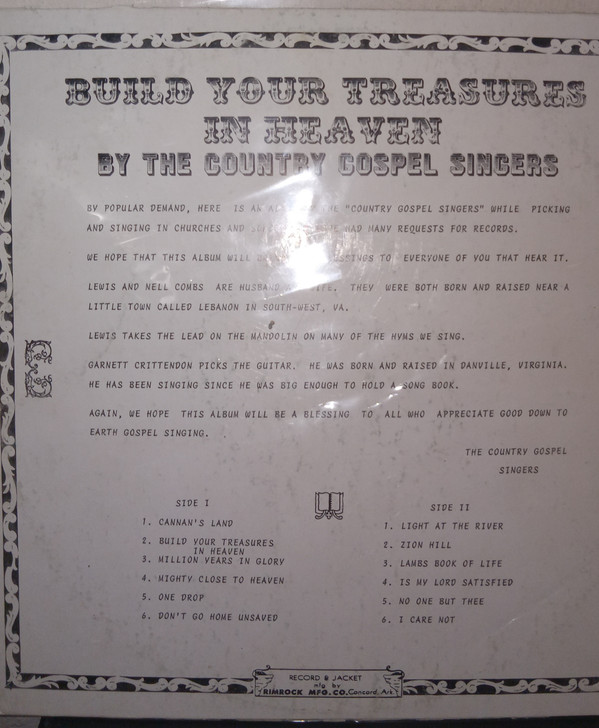 BUILD YOUR TREASURES
IN HEAVEN
BY THE COUNTRY GOSPEL SINGERS
BY POPULAR DEMAND, HERE IS AN THE "COUNTRY GOSPEL SINGERS" WHILE PICKING
AND SINGING IN CHURCHES AND HAD MANY REQUESTS FOR RECORDS.
WE HOPE THAT THIS ALBUM WILL TO EVERYONE OF YOU THAT HEAR IT.
LEWIS AND NELL COMBS ARE HUSBAND WIFE. THEY WERE BOTH BORN AND RAISED NEAR A
LITTLE TOWN CALLED LEBANON IN SOUTH-WEST, VA.
LEWIS TAKES THE LEAD ON THE MANDOLIN ON MANY OF THE HYMS WE SING.
GARNETT CRITTENDON PICKS THE GUITAR. HE WAS BORN AND RAISED IN DANVILLE, VIRGINIA.
HE HAS BEEN SINGING SINCE HE WAS BIG ENOUGH TO HOLD A SONG BOOK.
AGAIN, WE HOPE THIS ALBUM WILL BE A BLESSING TO ALL WHO APPRECIATE GOOD DOWN TO
EARTH GOSPEL SINGING.
THE COUNTRY GOSPEL
SINGERS
SIDE I
1. CANNAN'S LAND
2. BUILD YOUR TREASURES
IN HEAVEN
3. MILLION YEARS IN GLORY
4. MIGHTY CLOSE TO HEAVEN
5. ONE DROP
6. DON'T GO HOME UNSAVED
SIDE II
1. LIGHT AT THE RIVER
2. ZION HILL
3. LAMBS BOOK OF LIFE
4. IS MY LORD SATISFIED
5. NO ONE BUT THEE
6. I CARE NOT
RECORD & JACKET
mfg by
RIMROCK MFG. CO. Concord, Ark.